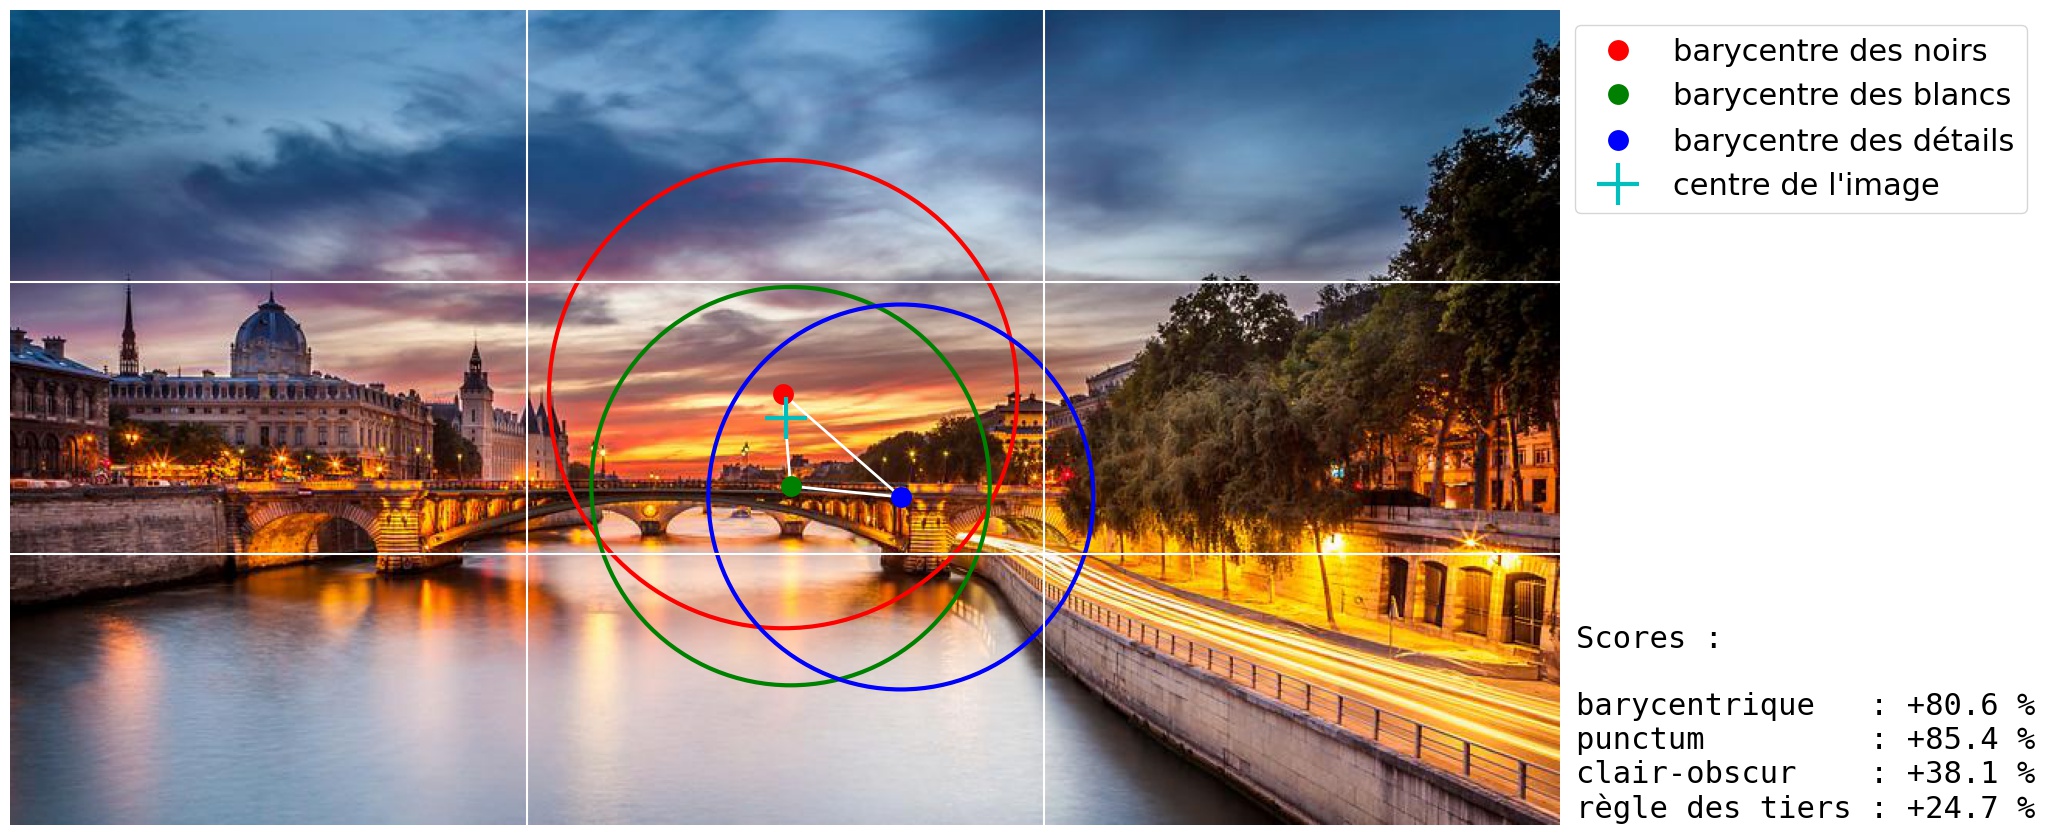 barycentre des noirs
barycentre des blancs
barycentre des détails
centre de l'image
Scores :
barycentrique : +80.6 %
punctum : +85.4 %
clair-obscur : +38.1 %
règle des tiers : +24.7 %